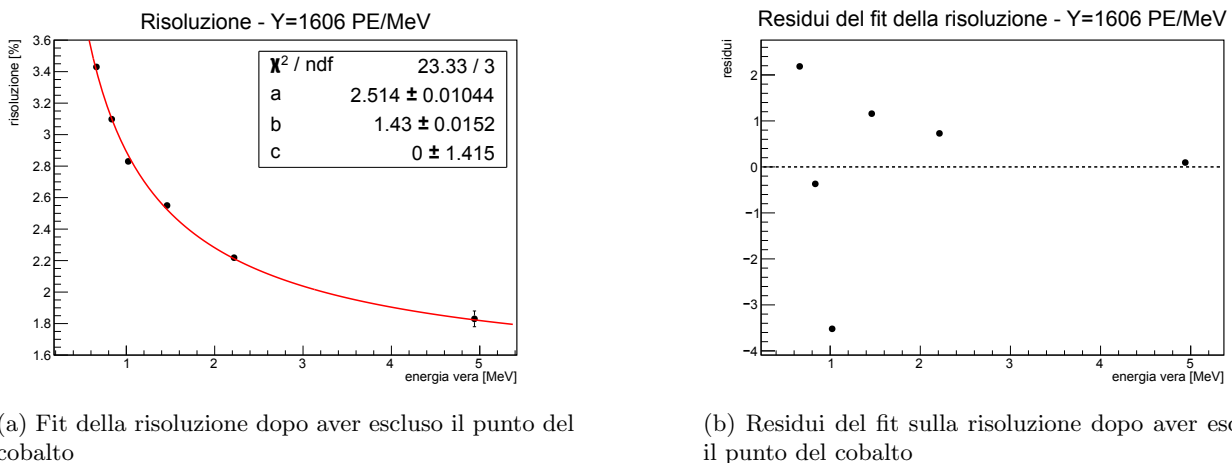 Risoluzione - Y=1606 PE/MeV
risoluzione [%]
3.6
3.4
3.2
3
2.8
2.6
2.4
2.2
2
1.8
1.6
χ² / ndf 23.33 / 3
a 2.514 ± 0.01044
b 1.43 ± 0.0152
c 0 ± 1.415
1 2 3 4 5
energia vera [MeV]
(a) Fit della risoluzione dopo aver escluso il punto del
cobalto
Residui del fit della risoluzione - Y=1606 PE/MeV
residui
2
1
0
−1
−2
−3
−4
1 2 3 4 5
energia vera [MeV]
(b) Residui del fit sulla risoluzione dopo aver esc
il punto del cobalto